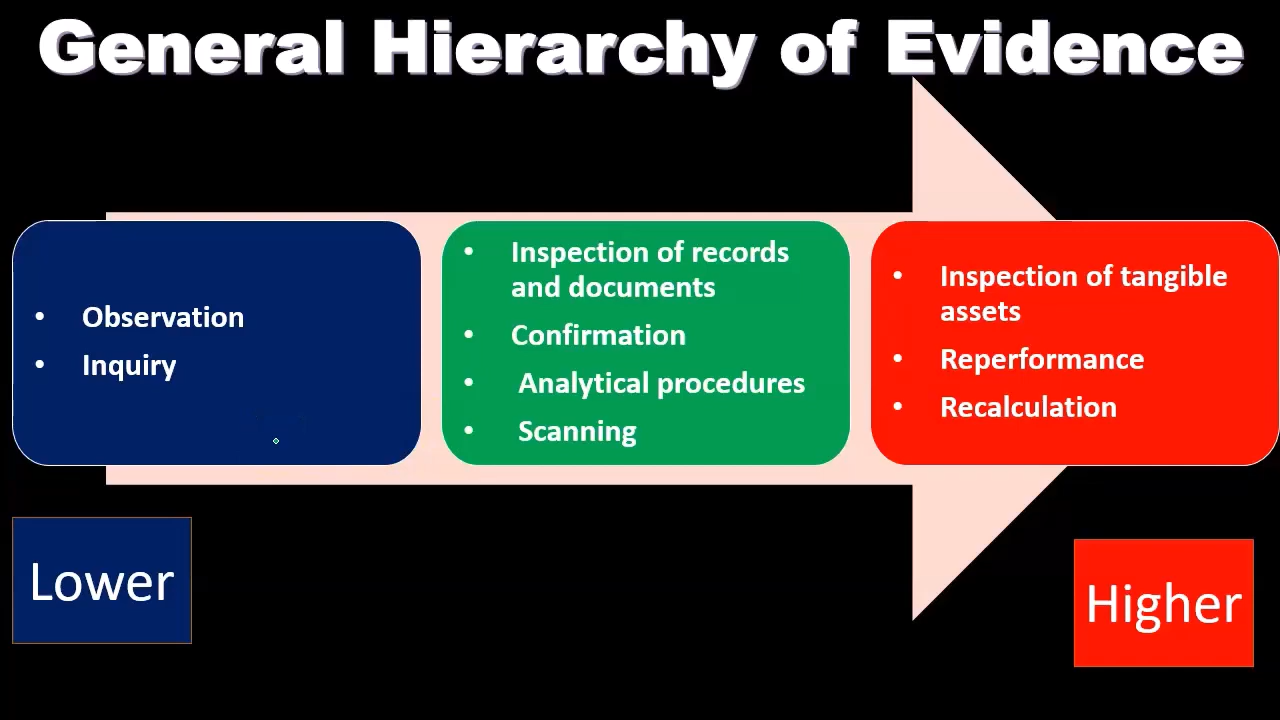 General Hierarchy of Evidence
• Observation
• Inquiry
• Inspection of records
and documents
• Confirmation
• Analytical procedures
• Scanning
• Inspection of tangible
assets
• Reperformance
• Recalculation
Lower
Higher